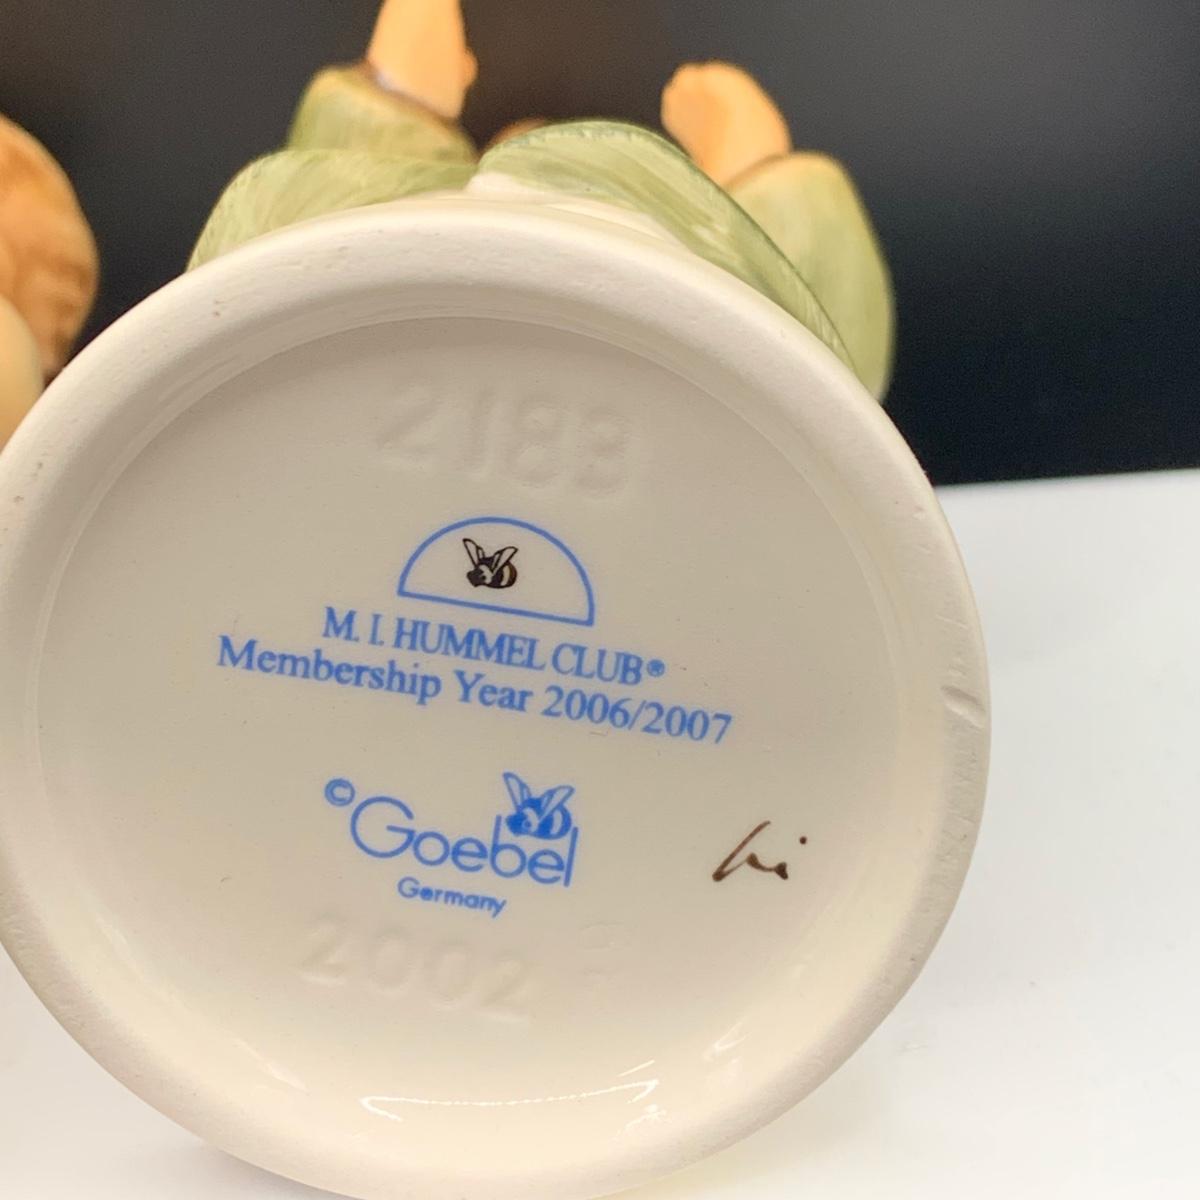 2183
M. I. HUMMEL CLUB®
Membership Year 2006/2007
©Goebel
Germany
2002